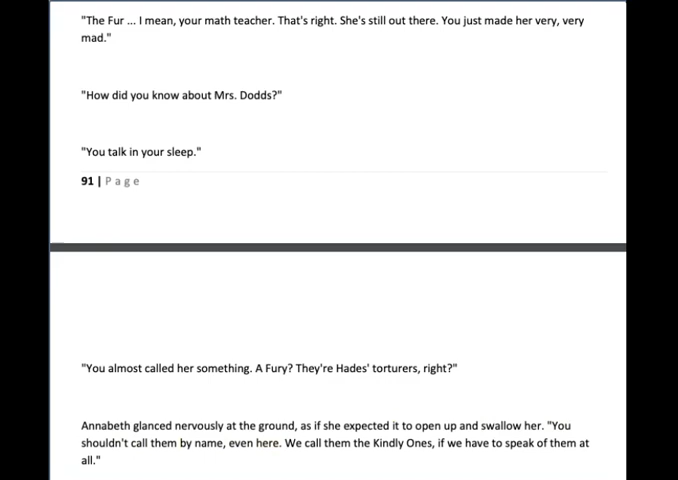 "The Fur ... I mean, your math teacher. That's right. She's still out there. You just made her very, very
mad."
"How did you know about Mrs. Dodds?"
"You talk in your sleep."
91 | P a g e
"You almost called her something. A Fury? They're Hades' torturers, right?"
Annabeth glanced nervously at the ground, as if she expected it to open up and swallow her. "You
shouldn't call them by name, even here. We call them the Kindly Ones, if we have to speak of them at
all."